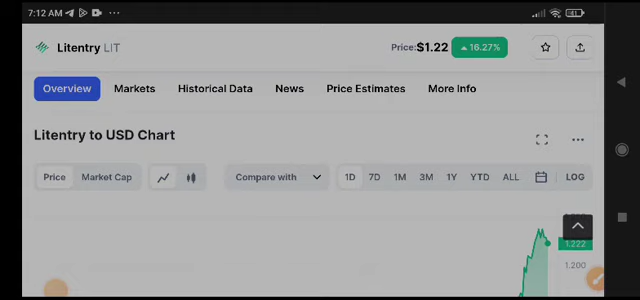 7:12 AM
Litentry LIT
Price:$1.22 16.27%
Overview Markets Historical Data News Price Estimates More Info
Litentry to USD Chart
Price Market Cap Compare with 1D 7D 1M 3M 1Y YTD ALL LOG
1.222
1.200